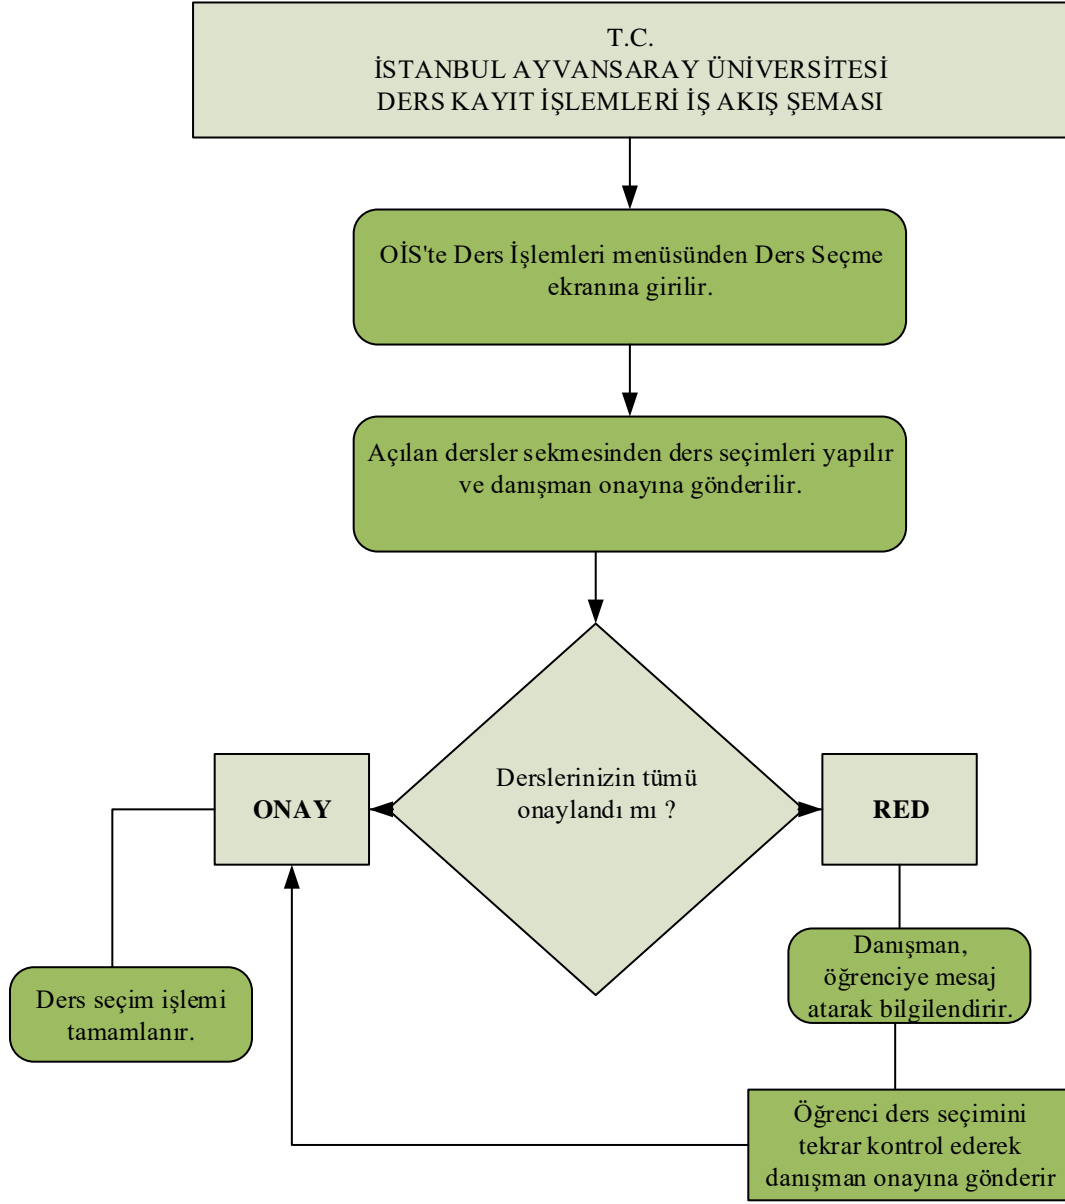 T.C.
İSTANBUL AYVANSARAY ÜNİVERSİTESİ
DERS KAYIT İŞLEMLERİ İŞ AKIŞ ŞEMASI
OİS'te Ders İşlemleri menüsünden Ders Seçme
ekranına girilir.
Açılan dersler sekmesinden ders seçimleri yapılır
ve danışman onayına gönderilir.
Derslerinizin tümü
onaylandı mı ?
ONAY
RED
Ders seçim işlemi
tamamlanır.
Danışman,
öğrenciye mesaj
atarak bilgilendirir.
Öğrenci ders seçimini
tekrar kontrol ederek
danışman onayına gönderir